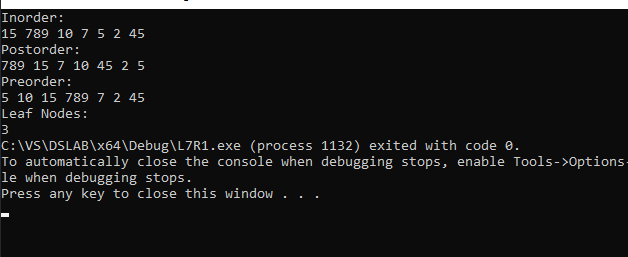 Inorder:
15 789 10 7 5 2 45
Postorder:
789 15 7 10 45 2 5
Preorder:
5 10 15 789 7 2 45
Leaf Nodes:
3
C:\VS\DSLAB\x64\Debug\L7R1.exe (process 1132) exited with code 0.
To automatically close the console when debugging stops, enable Tools->Options-
le when debugging stops.
Press any key to close this window . . .